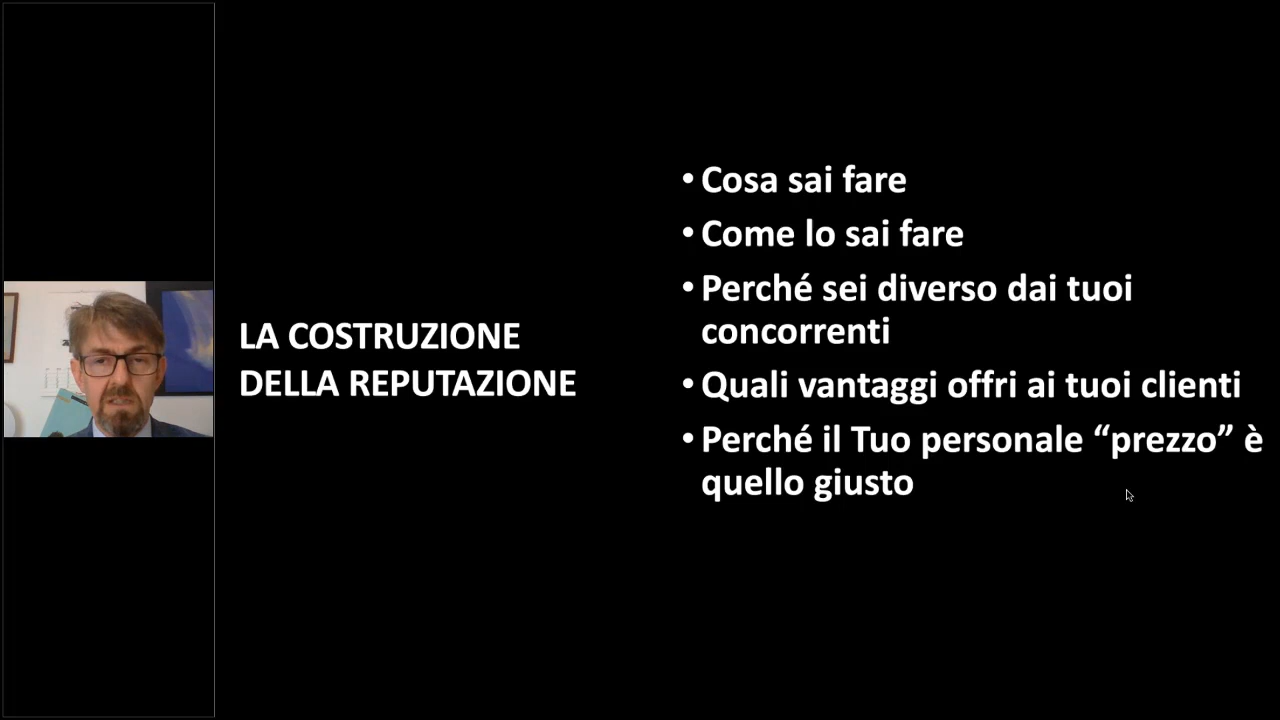 LA COSTRUZIONE
DELLA REPUTAZIONE
• Cosa sai fare
• Come lo sai fare
• Perché sei diverso dai tuoi
concorrenti
• Quali vantaggi offri ai tuoi clienti
• Perché il Tuo personale “prezzo” è
quello giusto